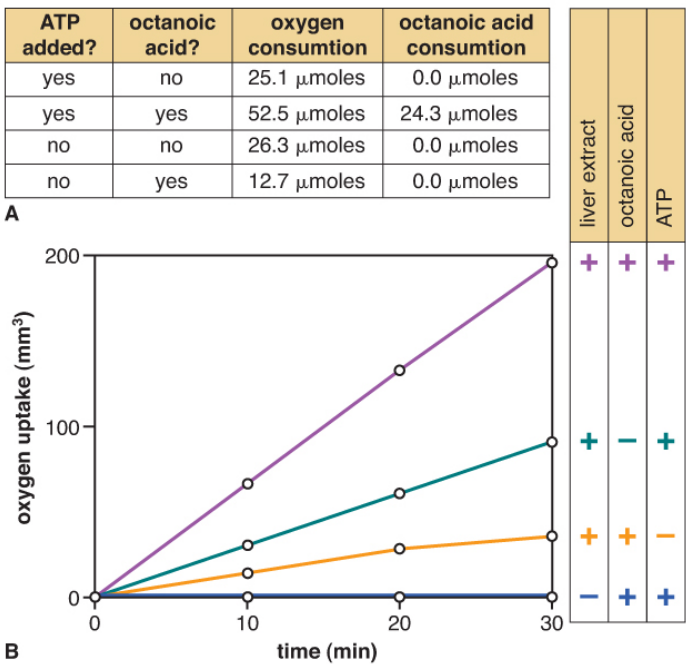 ATP added? octanoic acid? oxygen consumtion octanoic acid consumtion
yes no 25.1 μmoles 0.0 μmoles
yes yes 52.5 μmoles 24.3 μmoles
no no 26.3 μmoles 0.0 μmoles
no yes 12.7 μmoles 0.0 μmoles
A
liver extract
octanoic acid
ATP
+ + +
+ − +
+ + −
− + +
oxygen uptake (mm³)
200
100
0
0 10 20 30
time (min)
B